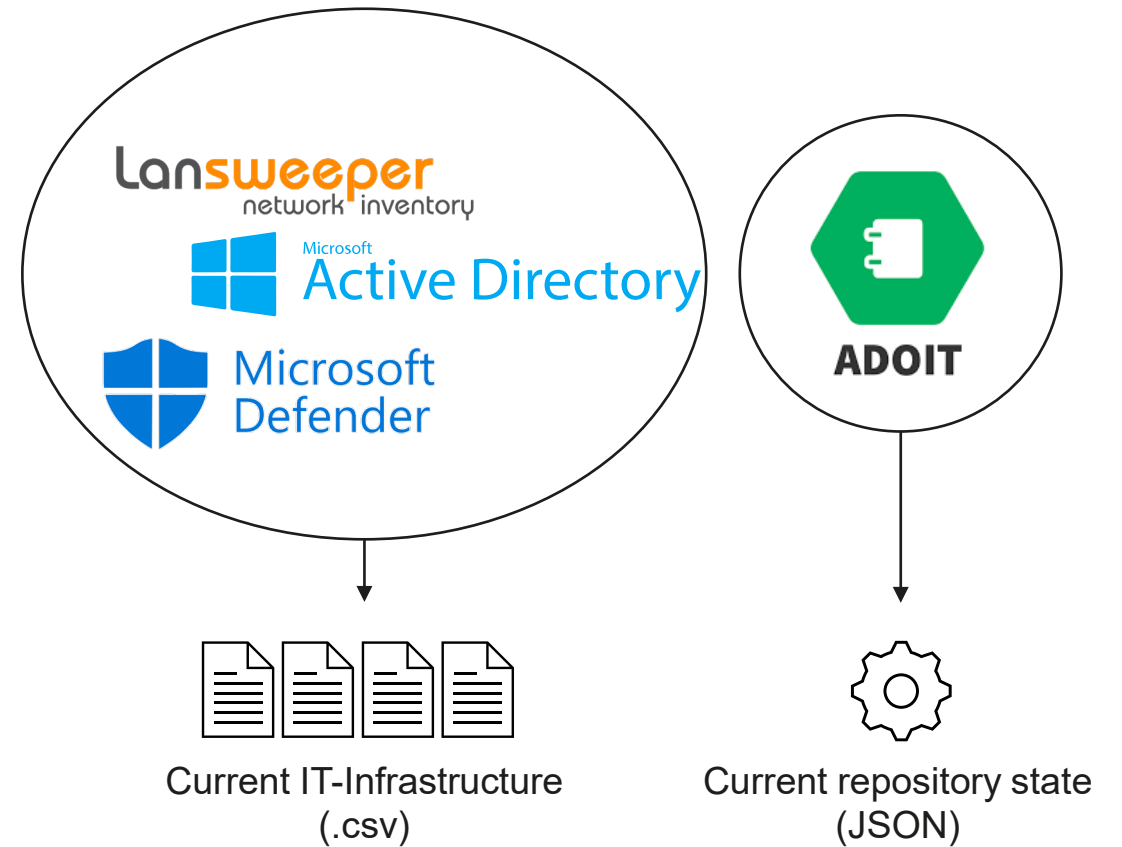 Lansweeper
network inventory
Microsoft
Active Directory
Microsoft
Defender
ADOIT
Current IT-Infrastructure
(.csv)
Current repository state
(JSON)